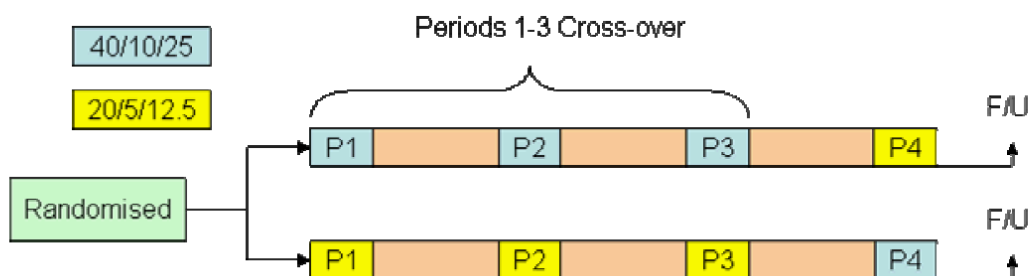 Periods 1-3 Cross-over
40/10/25
20/5/12.5
F/U
P1 P2 P3 P4
Randomised
F/U
P1 P2 P3 P4